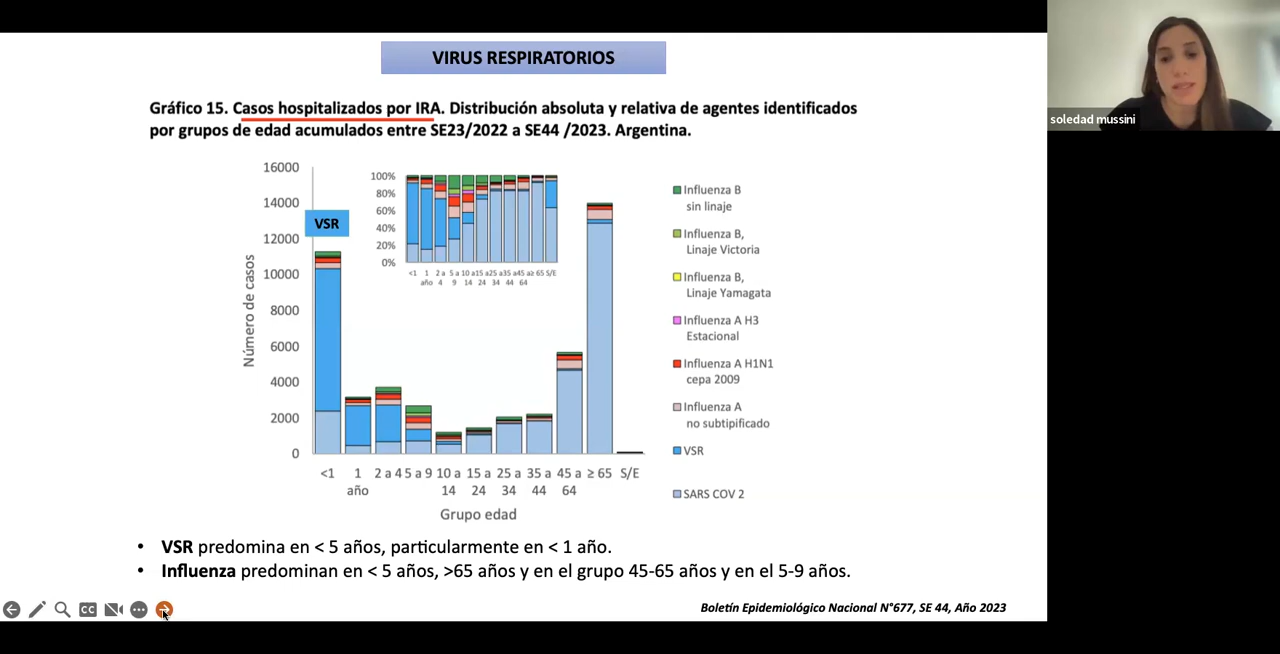 VIRUS RESPIRATORIOS
soledad mussini
Gráfico 15. Casos hospitalizados por IRA. Distribución absoluta y relativa de agentes identificados
por grupos de edad acumulados entre SE23/2022 a SE44 /2023. Argentina.
Número de casos
16000
14000
12000
10000
8000
6000
4000
2000
0
VSR
100%
80%
60%
40%
20%
0%
<1 1 2 a 5 a 10 a 15 a 25 a 35 a 45 a ≥ 65 S/E
año 4 9 14 24 34 44 64
<1 1 2 a 4 5 a 9 10 a 15 a 25 a 35 a 45 a ≥ 65 S/E
año 14 24 34 44 64
Grupo edad
Influenza B
sin linaje
Influenza B,
Linaje Victoria
Influenza B,
Linaje Yamagata
Influenza A H3
Estacional
Influenza A H1N1
cepa 2009
Influenza A
no subtipificado
VSR
SARS COV 2
• VSR predomina en < 5 años, particularmente en < 1 año.
• Influenza predominan en < 5 años, >65 años y en el grupo 45-65 años y en el 5-9 años.
CC
Boletín Epidemiológico Nacional N°677, SE 44, Año 2023